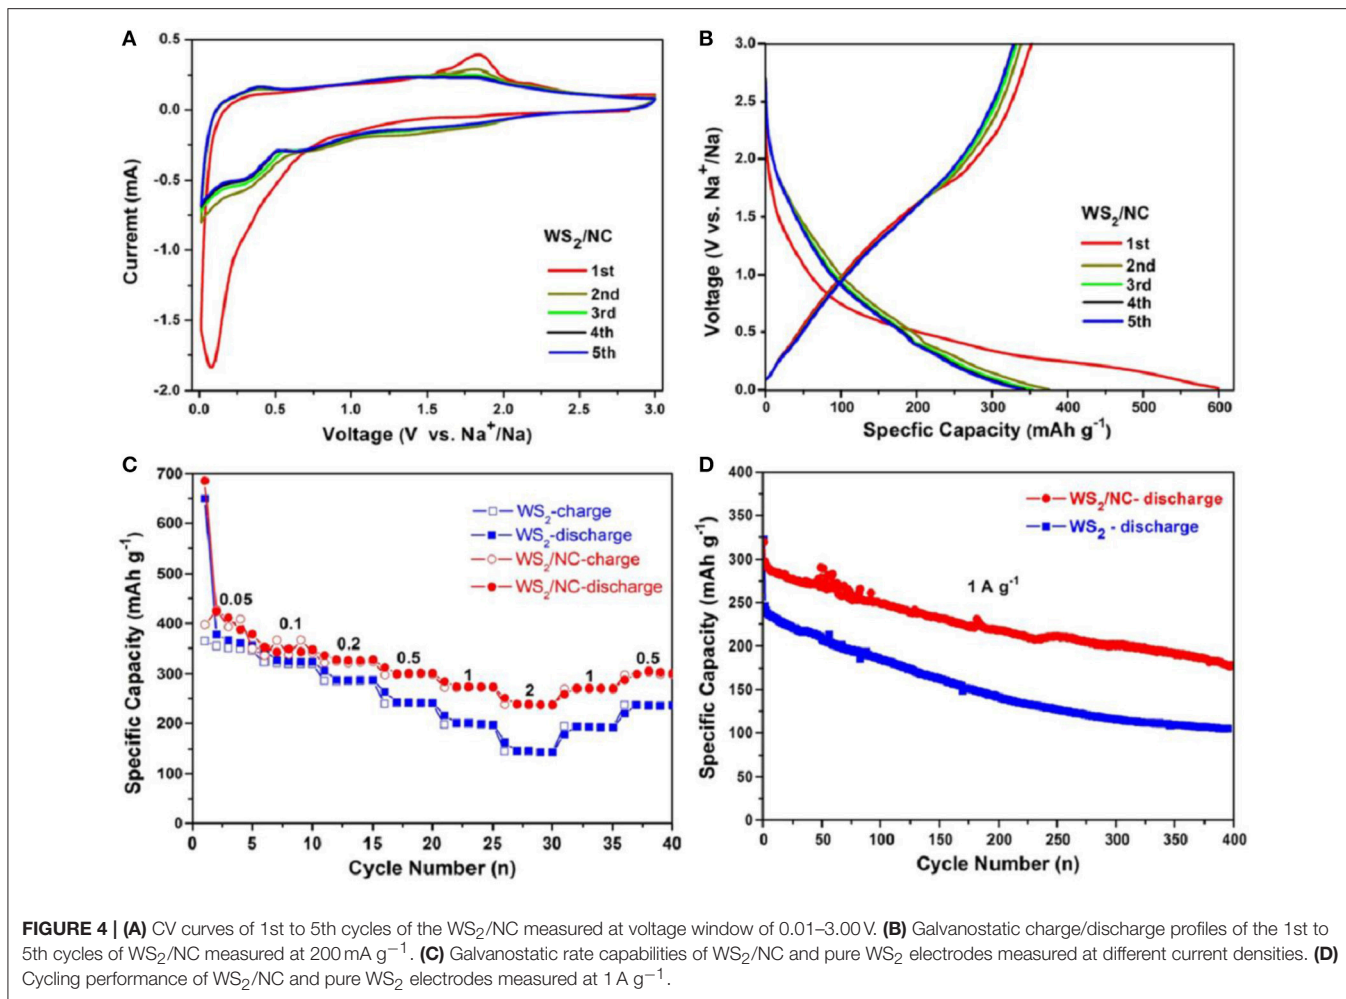 A
0.5
0.0
-0.5
-1.0
-1.5
-2.0
Curremt (mA)
WS2/NC
1st
2nd
3rd
4th
5th
0.0 0.5 1.0 1.5 2.0 2.5 3.0
Voltage (V vs. Na+/Na)
B
3.0
2.5
2.0
1.5
1.0
0.5
0.0
Voltage (V vs. Na+/Na)
WS2/NC
1st
2nd
3rd
4th
5th
0 100 200 300 400 500 600
Specfic Capacity (mAh g-1)
C
700
600
500
400
300
200
100
0
Specific Capacity (mAh g-1)
WS2-charge
WS2-discharge
WS2/NC-charge
WS2/NC-discharge
0.05
0.1
0.2
0.5
1
2
1
0.5
0 5 10 15 20 25 30 35 40
Cycle Number (n)
D
400
350
300
250
200
150
100
50
0
Specific Capacity (mAh g-1)
WS2/NC- discharge
WS2 - discharge
1 A g-1
0 50 100 150 200 250 300 350 400
Cycle Number (n)
FIGURE 4 | (A) CV curves of 1st to 5th cycles of the WS2/NC measured at voltage window of 0.01–3.00 V. (B) Galvanostatic charge/discharge profiles of the 1st to
5th cycles of WS2/NC measured at 200 mA g−1. (C) Galvanostatic rate capabilities of WS2/NC and pure WS2 electrodes measured at different current densities. (D)
Cycling performance of WS2/NC and pure WS2 electrodes measured at 1 A g−1.